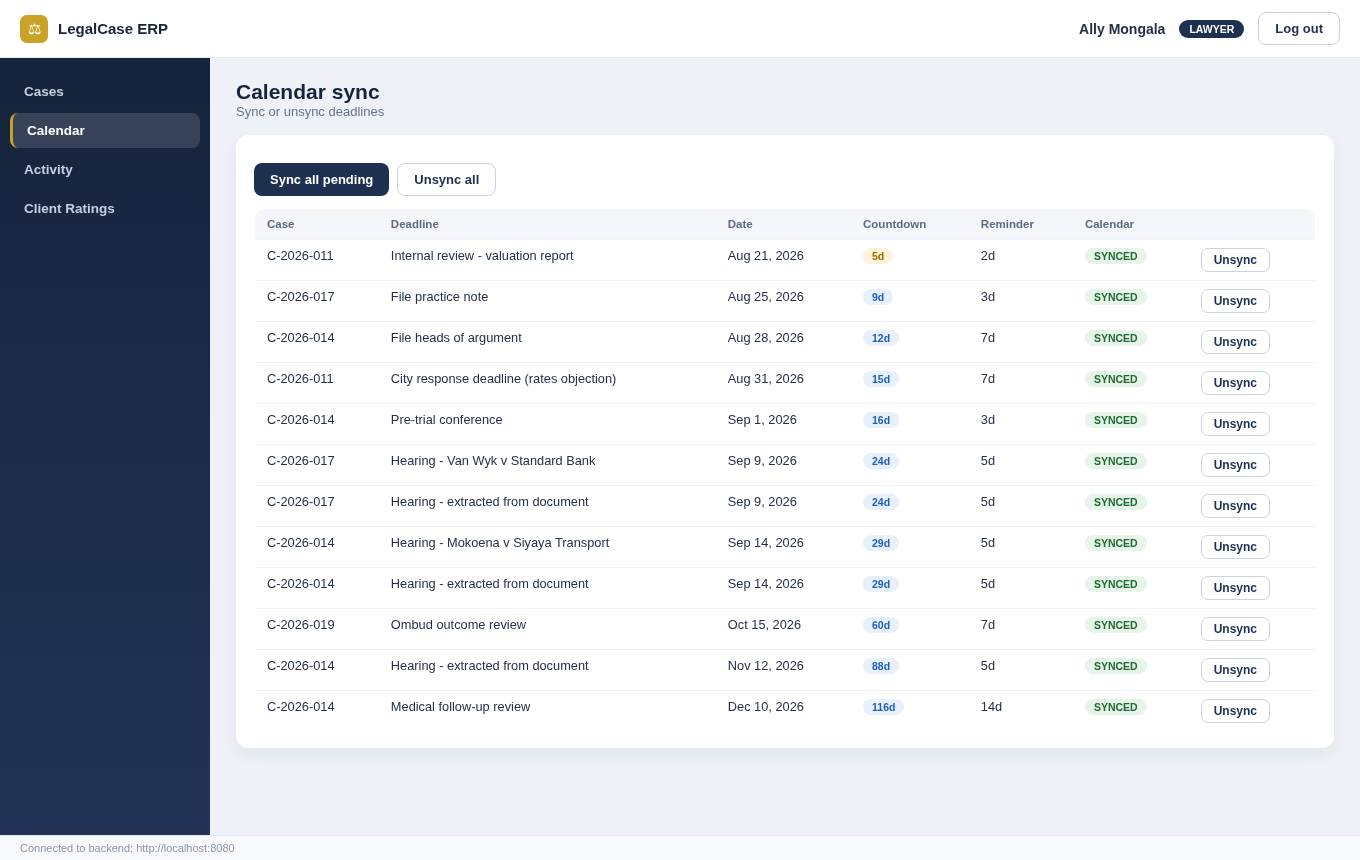 ⚖ LegalCase ERP
Ally Mongala LAWYER Log out
Cases
Calendar
Activity
Client Ratings
Calendar sync
Sync or unsync deadlines
Sync all pending Unsync all
Case Deadline Date Countdown Reminder Calendar
C-2026-011 Internal review - valuation report Aug 21, 2026 5d 2d SYNCED Unsync
C-2026-017 File practice note Aug 25, 2026 9d 3d SYNCED Unsync
C-2026-014 File heads of argument Aug 28, 2026 12d 7d SYNCED Unsync
C-2026-011 City response deadline (rates objection) Aug 31, 2026 15d 7d SYNCED Unsync
C-2026-014 Pre-trial conference Sep 1, 2026 16d 3d SYNCED Unsync
C-2026-017 Hearing - Van Wyk v Standard Bank Sep 9, 2026 24d 5d SYNCED Unsync
C-2026-017 Hearing - extracted from document Sep 9, 2026 24d 5d SYNCED Unsync
C-2026-014 Hearing - Mokoena v Siyaya Transport Sep 14, 2026 29d 5d SYNCED Unsync
C-2026-014 Hearing - extracted from document Sep 14, 2026 29d 5d SYNCED Unsync
C-2026-019 Ombud outcome review Oct 15, 2026 60d 7d SYNCED Unsync
C-2026-014 Hearing - extracted from document Nov 12, 2026 88d 5d SYNCED Unsync
C-2026-014 Medical follow-up review Dec 10, 2026 116d 14d SYNCED Unsync
Connected to backend: http://localhost:8080